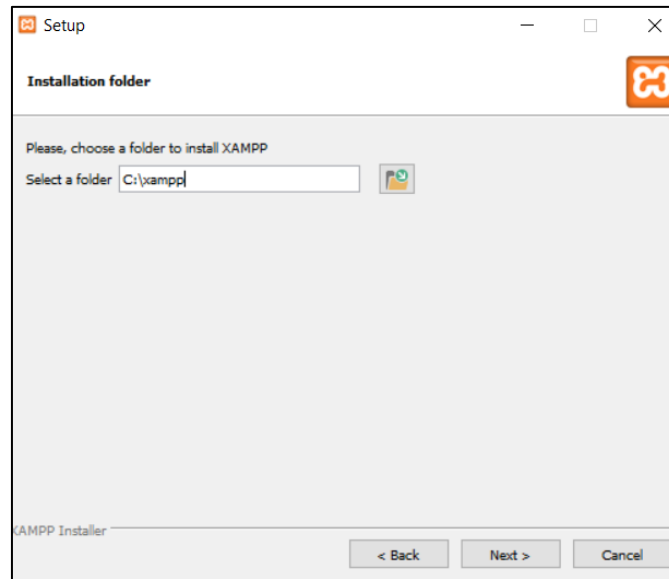 Setup
Installation folder
Please, choose a folder to install XAMPP
Select a folder C:\xampp
XAMPP Installer
< Back Next > Cancel